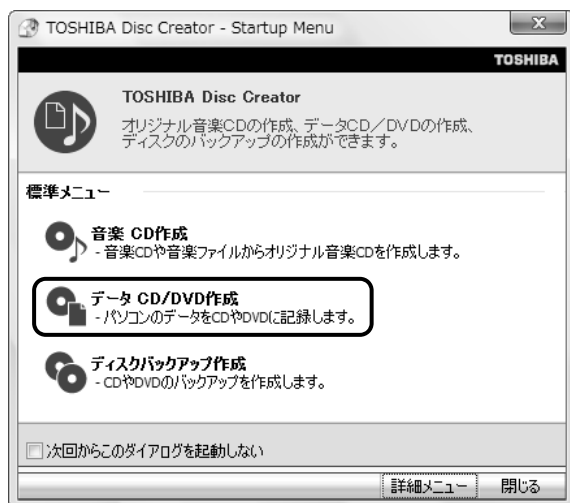 TOSHIBA Disc Creator - Startup Menu
TOSHIBA
TOSHIBA Disc Creator
オリジナル音楽CDの作成、データCD／DVDの作成、
ディスクのバックアップの作成ができます。
標準メニュー
音楽 CD作成
- 音楽CDや音楽ファイルからオリジナル音楽CDを作成します。
データ CD/DVD作成
- パソコンのデータをCDやDVDに記録します。
ディスクバックアップ作成
- CDやDVDのバックアップを作成します。
次回からこのダイアログを起動しない
詳細メニュー 閉じる